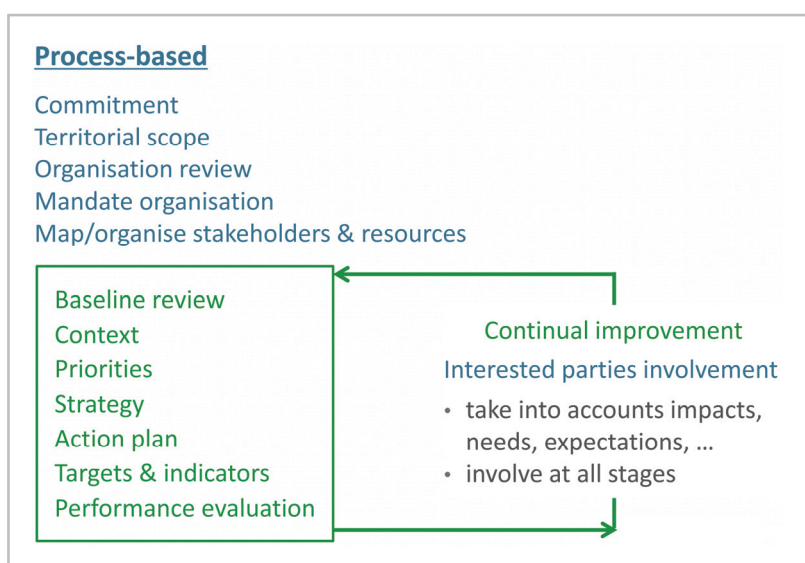 Process-based
Commitment
Territorial scope
Organisation review
Mandate organisation
Map/organise stakeholders & resources
Baseline review
Context
Priorities
Strategy
Action plan
Targets & indicators
Performance evaluation
Continual improvement
Interested parties involvement
• take into accounts impacts,
needs, expectations, ...
• involve at all stages